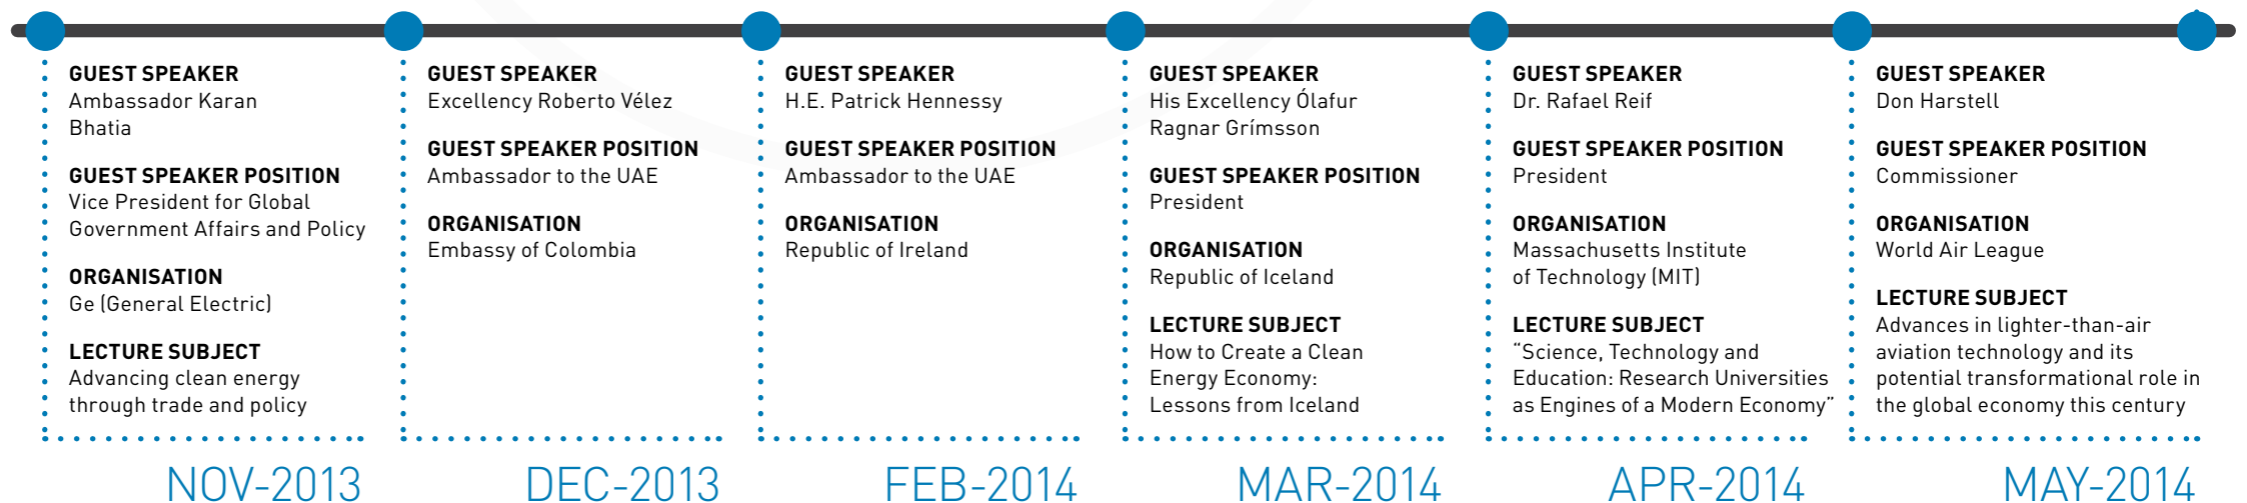 GUEST SPEAKER
Ambassador Karan
Bhatia
GUEST SPEAKER POSITION
Vice President for Global
Government Affairs and Policy
ORGANISATION
Ge (General Electric)
LECTURE SUBJECT
Advancing clean energy
through trade and policy
NOV-2013
GUEST SPEAKER
Excellency Roberto Vélez
GUEST SPEAKER POSITION
Ambassador to the UAE
ORGANISATION
Embassy of Colombia
DEC-2013
GUEST SPEAKER
H.E. Patrick Hennessy
GUEST SPEAKER POSITION
Ambassador to the UAE
ORGANISATION
Republic of Ireland
FEB-2014
GUEST SPEAKER
His Excellency Ólafur
Ragnar Grímsson
GUEST SPEAKER POSITION
President
ORGANISATION
Republic of Iceland
LECTURE SUBJECT
How to Create a Clean
Energy Economy:
Lessons from Iceland
MAR-2014
GUEST SPEAKER
Dr. Rafael Reif
GUEST SPEAKER POSITION
President
ORGANISATION
Massachusetts Institute
of Technology (MIT)
LECTURE SUBJECT
“Science, Technology and
Education: Research Universities
as Engines of a Modern Economy”
APR-2014
GUEST SPEAKER
Don Harstell
GUEST SPEAKER POSITION
Commissioner
ORGANISATION
World Air League
LECTURE SUBJECT
Advances in lighter-than-air
aviation technology and its
potential transformational role in
the global economy this century
MAY-2014